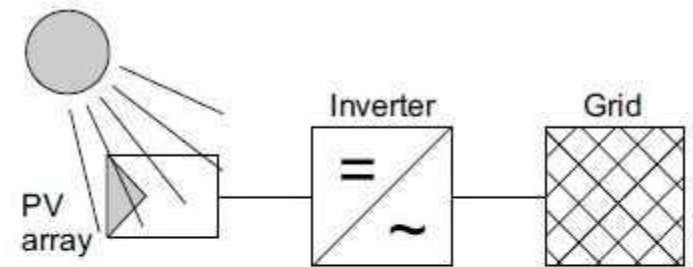 Inverter
Grid
=
~
PV
array